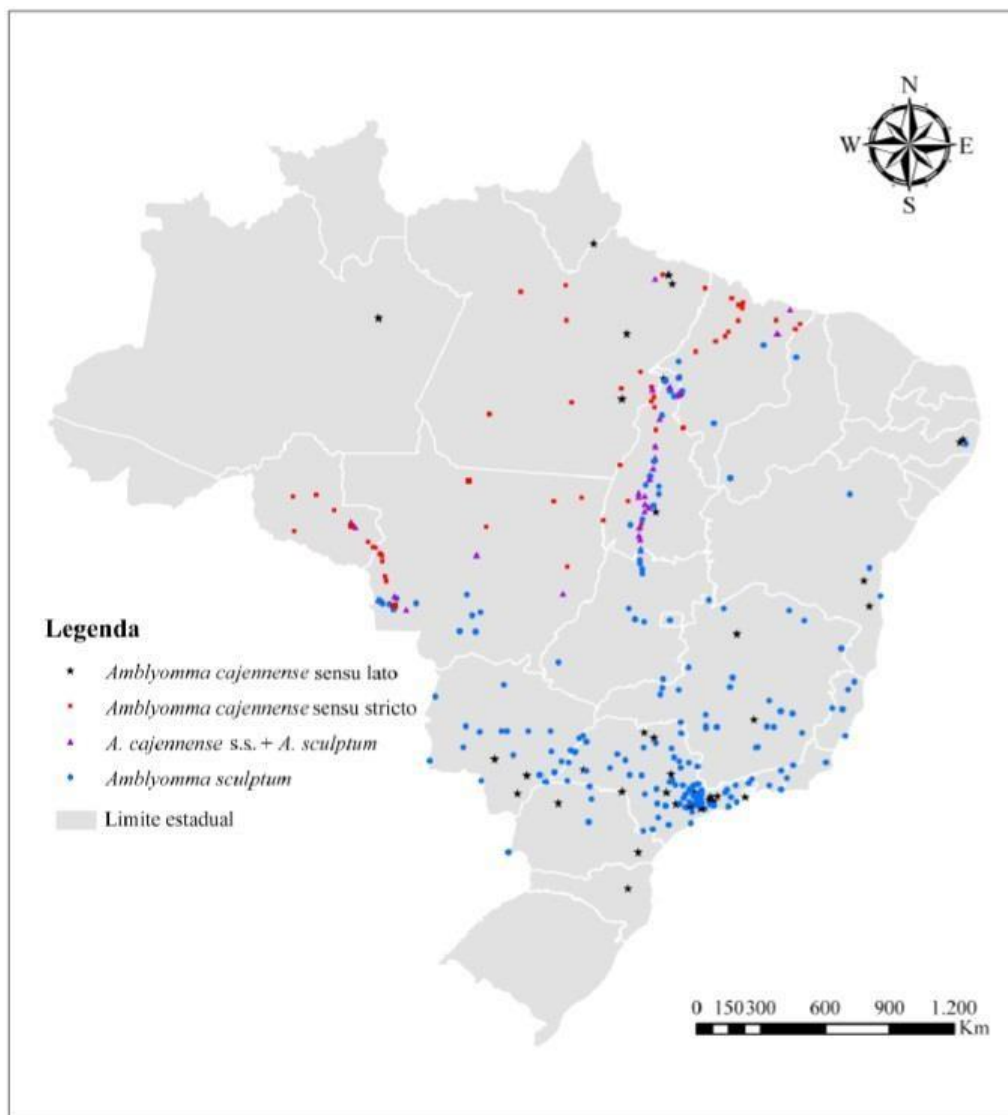 N
W E
S
Legenda
Amblyomma cajennense sensu lato
Amblyomma cajennense sensu stricto
A. cajennense s.s. + A. sculptum
Amblyomma sculptum
Limite estadual
0 150 300 600 900 1.200
Km